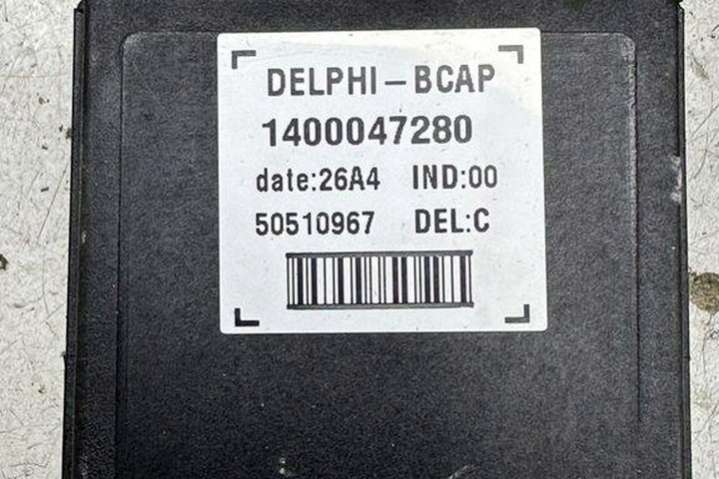 DELPHI-BCAP
1400047280
date:26A4 IND:00
50510967 DEL:C